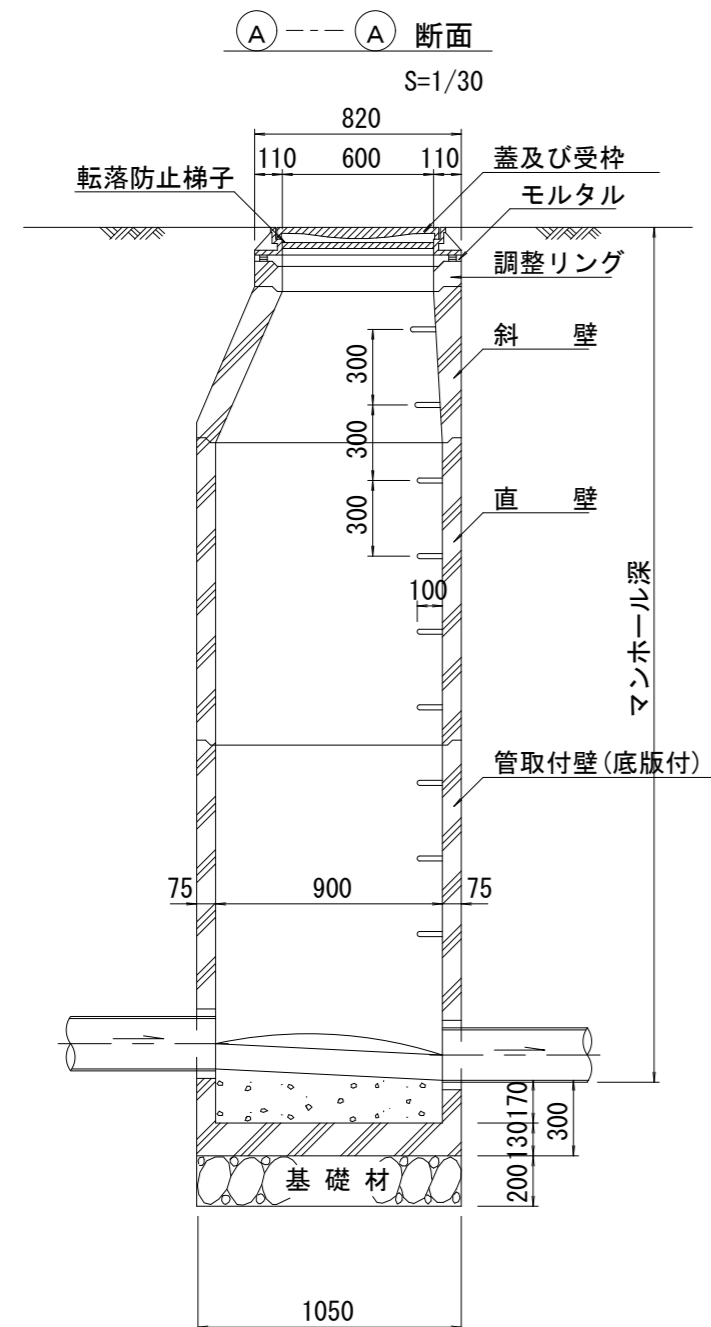 A A 断面
S=1/30
820
110 600 110
転落防止梯子
蓋及び受枠
モルタル
調整リング
斜 壁
300
300
300
直 壁
100
マンホール深
管取付壁(底版付)
75 900 75
170
130
300
200
基 礎 材
1050